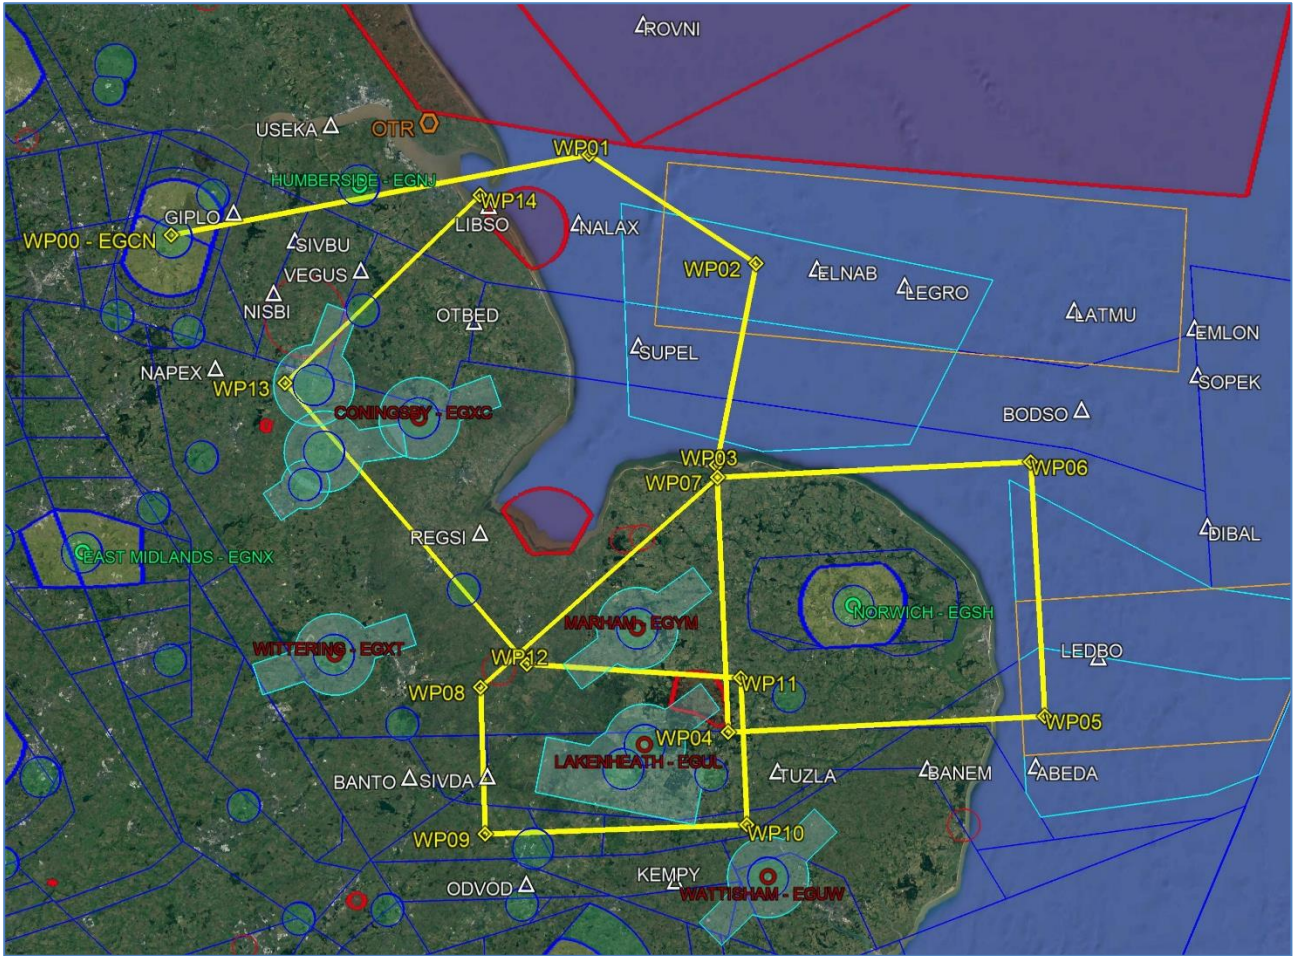 ROVNI
USEKA
OTR
WP01
HUMBERSIDE - EGNJ
WP14
GIPLO
LIBSO
NALAX
WP00 - EGCN
SIVBU
WP02
VEGUS
ELNAB
LEGRO
NISBI
OTBED
LATMU
EMLON
SUPEL
NAPEX
WP13
SOPEK
CONINGSBY - EGXC
BODSO
WP03
WP06
WP07
REGSI
DIBAL
EAST MIDLANDS - EGNX
NORWICH - EGSH
MARHAM - EGYM
WITTERING - EGXT
WP12
LEDBO
WP11
WP08
WP05
WP04
LAKENHEATH - EGUL
BANTO
SIVDA
TUZLA
BANEM
ABEDA
WP09
WP10
KEMPY
ODVOD
WATTISHAM - EGUW